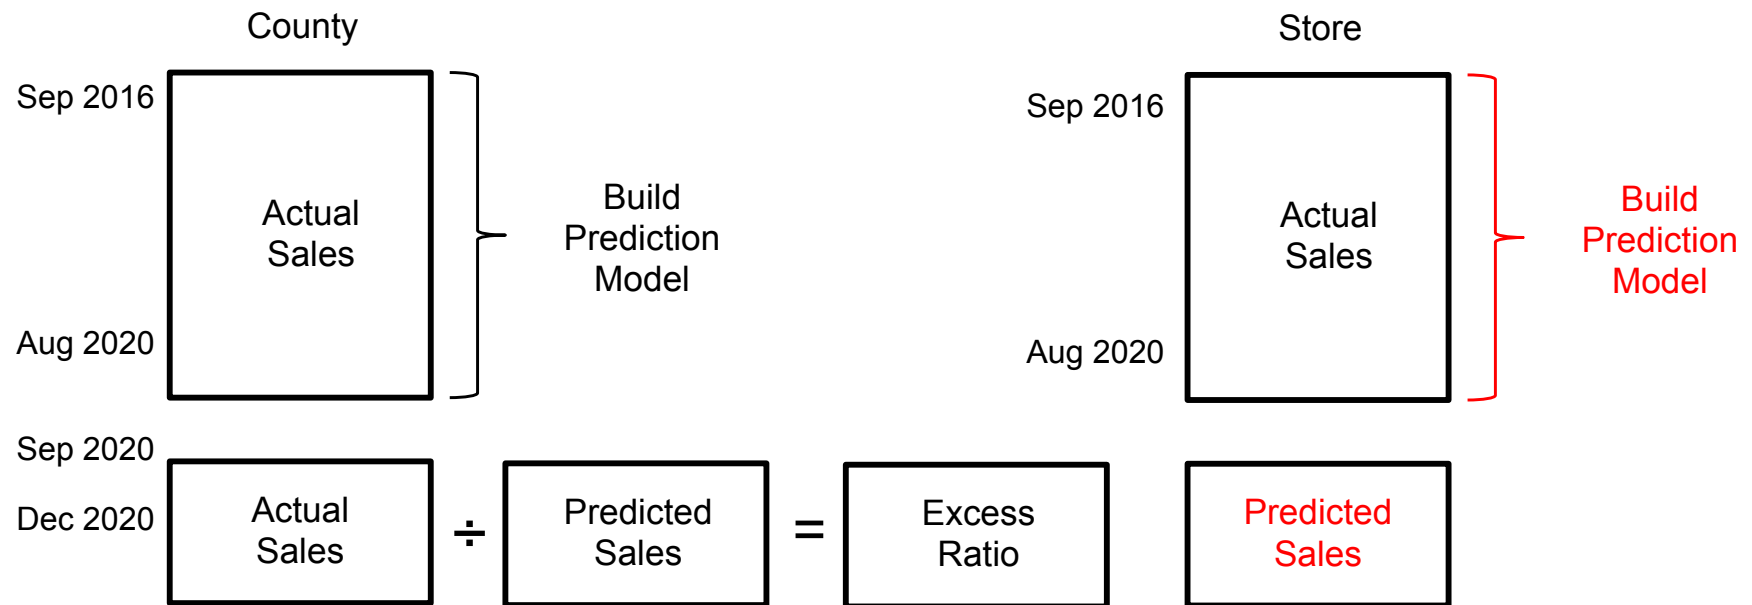 County
Store
Sep 2016
Sep 2016
Actual
Sales
Build
Prediction
Model
Actual
Sales
Build
Prediction
Model
Aug 2020
Aug 2020
Sep 2020
Dec 2020
Actual
Sales
÷
Predicted
Sales
=
Excess
Ratio
Predicted
Sales